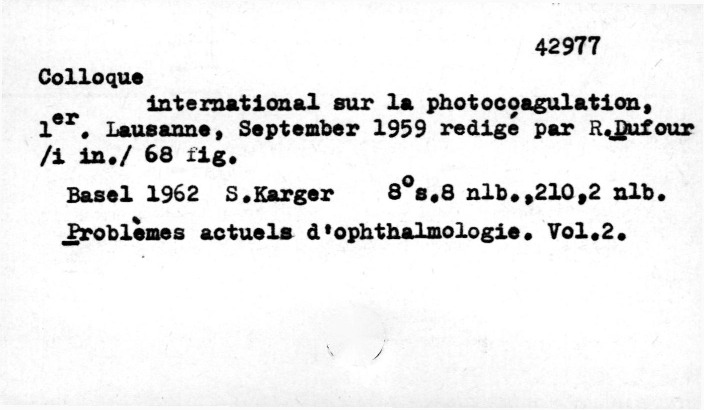 42977
Colloque
international sur la photocoagulation,
1er. Lausanne, September 1959 redigé par R.Dufour
/i in./ 68 fig.
Basel 1962 S.Karger 8°s.8 nlb.,210,2 nlb.
Problèmes actuels d'ophthalmologie. Vol.2.